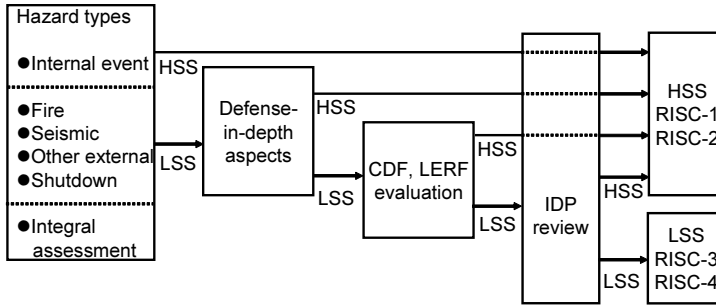 Hazard types
●Internal event
●Fire
●Seismic
●Other external
●Shutdown
●Integral
assessment
HSS
LSS
Defense-
in-depth
aspects
HSS
LSS
CDF, LERF
evaluation
HSS
LSS
IDP
review
HSS
LSS
HSS
RISC-1
RISC-2
LSS
RISC-3
RISC-4